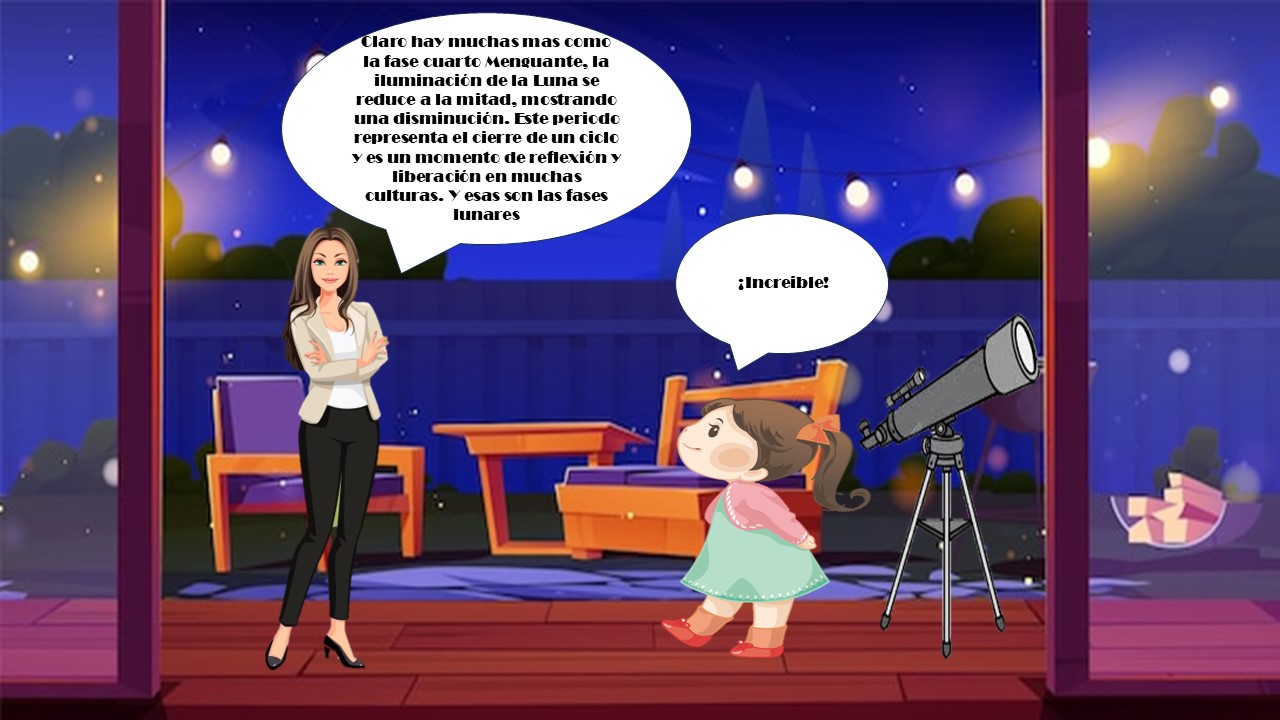 Claro hay muchas mas como
la fase cuarto Menguante, la
iluminación de la Luna se
reduce a la mitad, mostrando
una disminución. Este periodo
representa el cierre de un ciclo
y es un momento de reflexión y
liberación en muchas
culturas. Y esas son las fases
lunares
¡Increible!